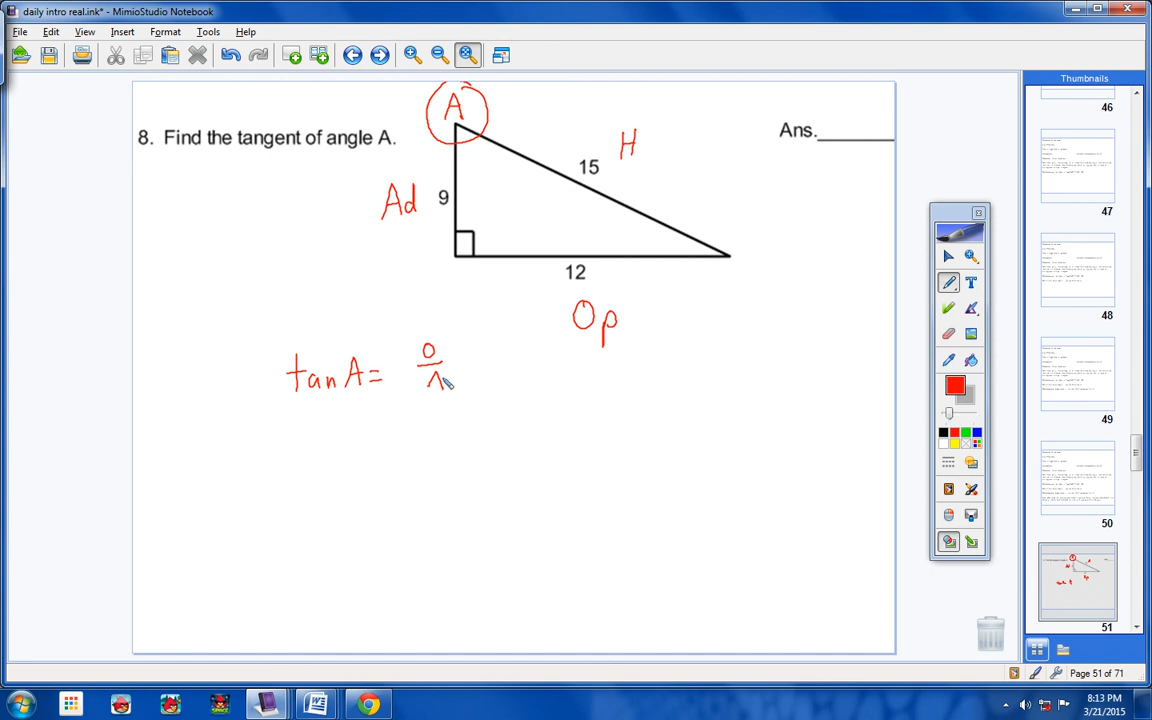 daily intro real.ink* - MimioStudio Notebook
File Edit View Insert Format Tools Help
Thumbnails
46
47
48
49
50
51
A
8. Find the tangent of angle A.
Ans.
H
15
Ad 9
12
Op
tan A = O
Page 51 of 71
8:13 PM
3/21/2015